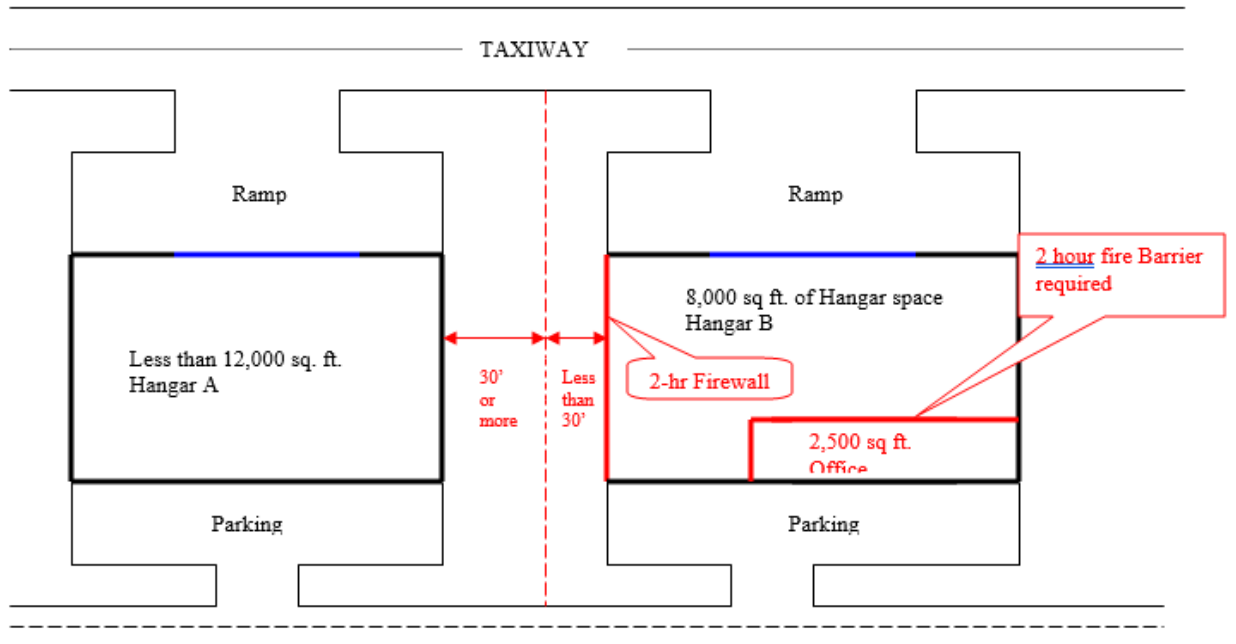 TAXIWAY
Ramp
Ramp
2 hour fire Barrier
required
8,000 sq ft. of Hangar space
Hangar B
Less than 12,000 sq. ft.
Hangar A
30’
or
more
Less
than
30’
2-hr Firewall
2,500 sq ft.
Office
Parking
Parking